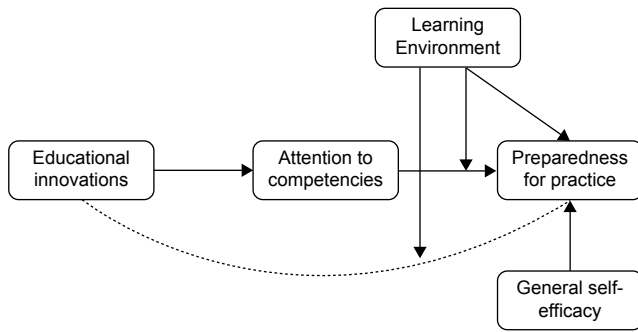 Learning
Environment
Educational
innovations
Attention to
competencies
Preparedness
for practice
General self-
efficacy